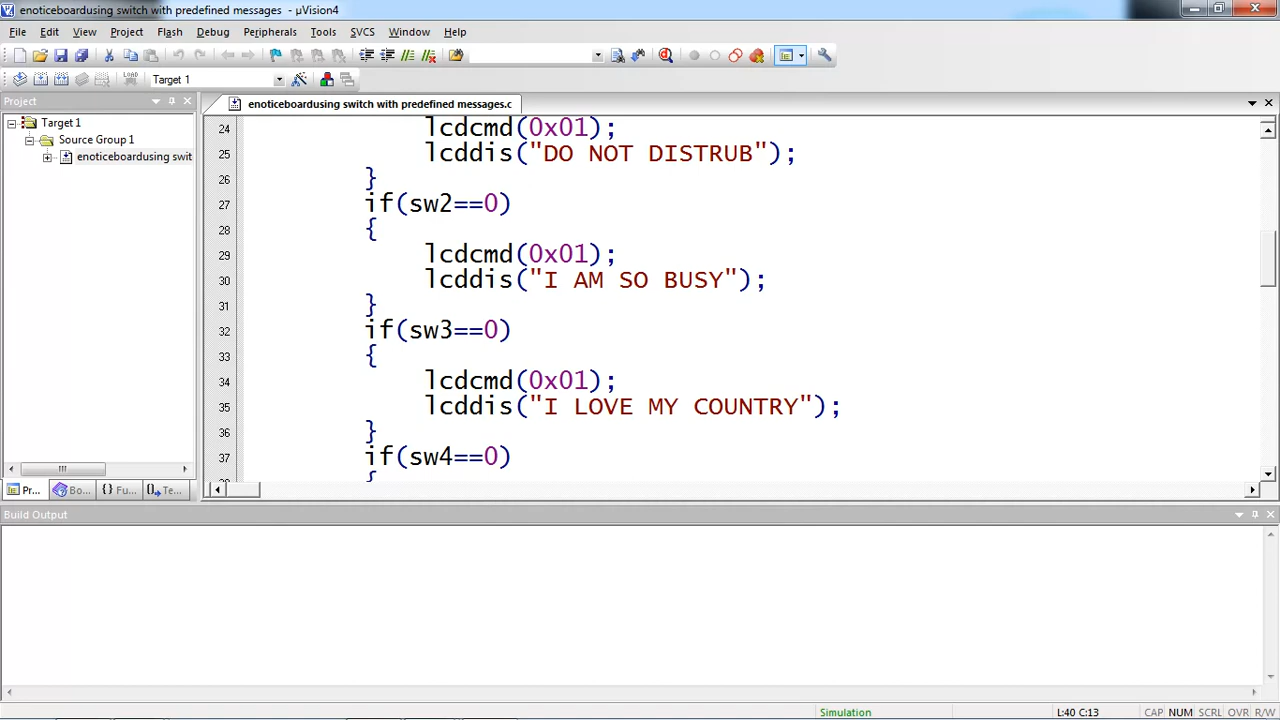 enoticeboardusing switch with predefined messages - µVision4
File Edit View Project Flash Debug Peripherals Tools SVCS Window Help
LOAD Target 1
Project
enoticeboardusing switch with predefined messages.c
Target 1
Source Group 1
enoticeboardusing swit
24 lcdcmd(0x01);
25 lcddis("DO NOT DISTRUB");
26 }
27 if(sw2==0)
28 {
29 lcdcmd(0x01);
30 lcddis("I AM SO BUSY");
31 }
32 if(sw3==0)
33 {
34 lcdcmd(0x01);
35 lcddis("I LOVE MY COUNTRY");
36 }
37 if(sw4==0)
{
Pr... Bo... {} Fu... Te...
Build Output
Simulation L:40 C:13 CAP NUM SCRL OVR R/W